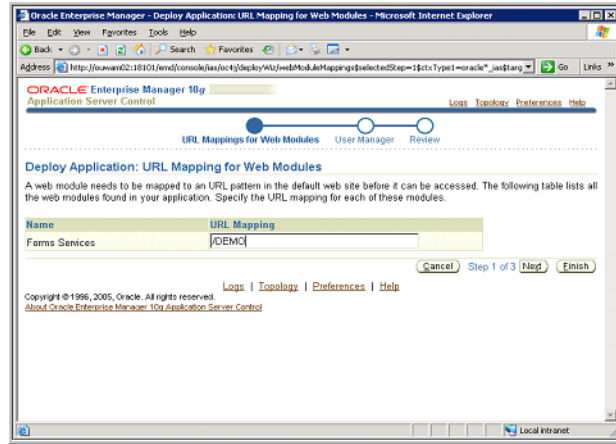 Oracle Enterprise Manager - Deploy Application: URL Mapping for Web Modules - Microsoft Internet Explorer
File Edit View Favorites Tools Help
Back Search Favorites
Address http://ouwam02:18101/emd/console/ias/oc4j/deployWiz/webModuleMappings$selectedStep=1$ctxType1=oracle*_ias$targ Go Links »
ORACLE Enterprise Manager 10g
Application Server Control Logs Topology Preferences Help
URL Mappings for Web Modules User Manager Review
Deploy Application: URL Mapping for Web Modules
A web module needs to be mapped to an URL pattern in the default web site before it can be accessed. The following table lists all
the web modules found in your application. Specify the URL mapping for each of these modules.
Name URL Mapping
Forms Services /DEMO
Cancel Step 1 of 3 Next Finish
Logs | Topology | Preferences | Help
Copyright © 1996, 2005, Oracle. All rights reserved.
About Oracle Enterprise Manager 10g Application Server Control
Local intranet